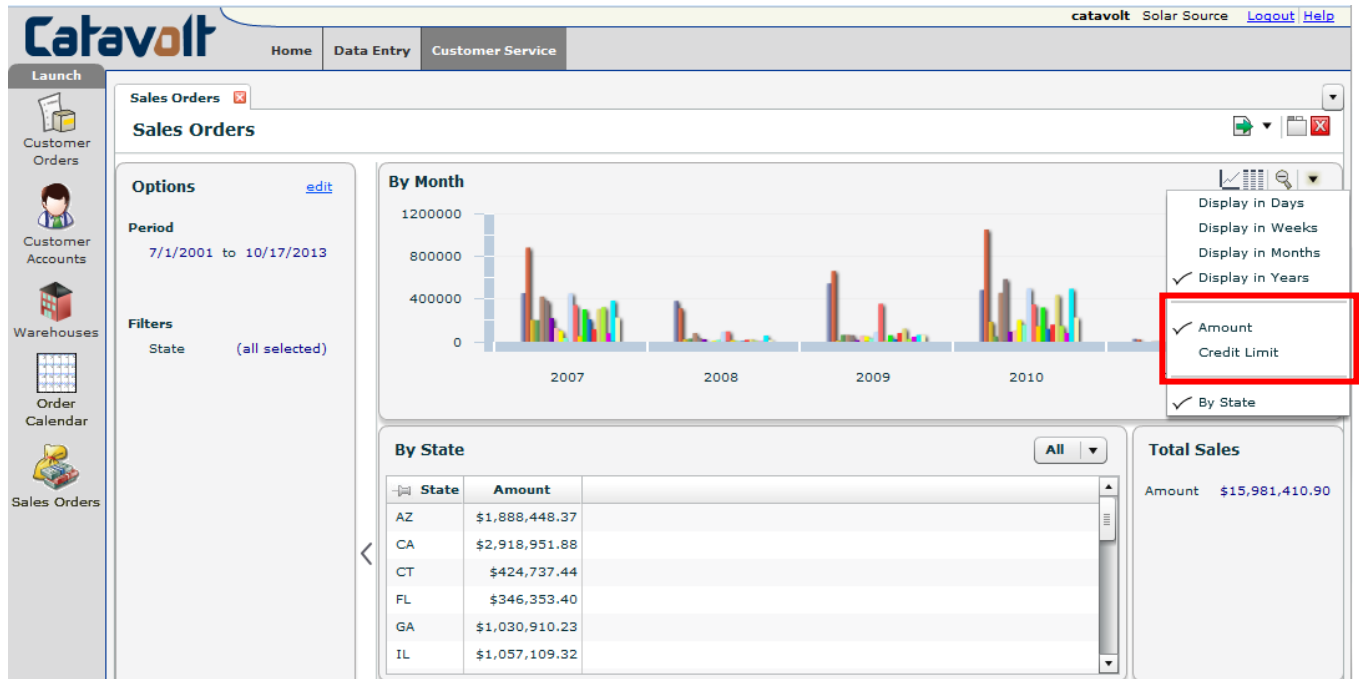 catavolt Solar Source Logout Help
Catavolt
Home Data Entry Customer Service
Launch
Customer
Orders
Customer
Accounts
Warehouses
Order
Calendar
Sales Orders
Sales Orders
Sales Orders
Options edit
Period
7/1/2001 to 10/17/2013
Filters
State (all selected)
By Month
1200000
800000
400000
0
2007 2008 2009 2010
Display in Days
Display in Weeks
Display in Months
Display in Years
Amount
Credit Limit
By State
By State All
State Amount
AZ $1,888,448.37
CA $2,918,951.88
CT $424,737.44
FL $346,353.40
GA $1,030,910.23
IL $1,057,109.32
Total Sales
Amount $15,981,410.90